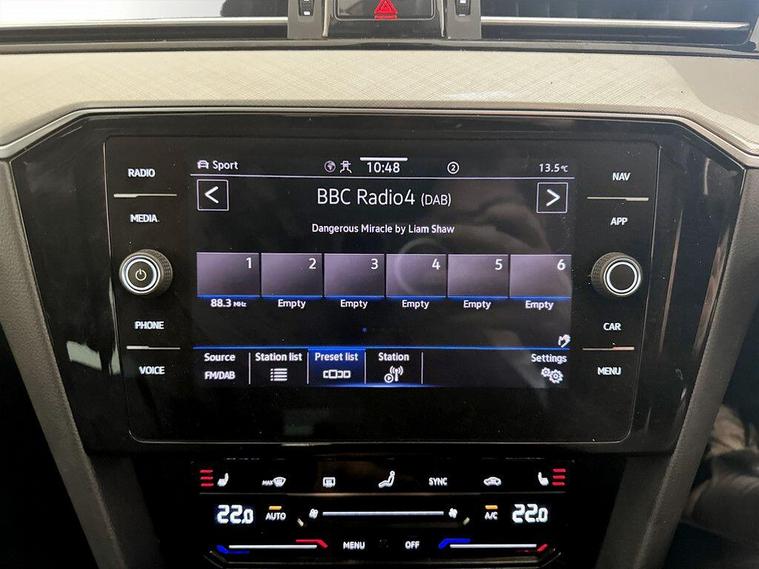 Sport
10:48
2
13.5°C
RADIO
NAV
BBC Radio4 (DAB)
MEDIA
APP
Dangerous Miracle by Liam Shaw
1 2 3 4 5 6
88.3 MHz Empty Empty Empty Empty Empty
PHONE
CAR
Source Station list Preset list Station Settings
FM/DAB
VOICE
MENU
MAX SYNC
22.0 AUTO A/C 22.0
MENU OFF